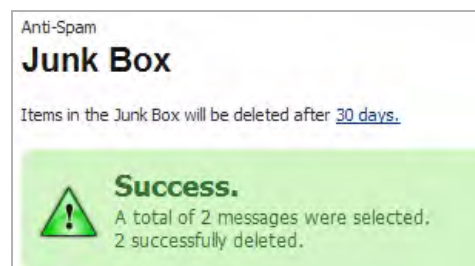 Anti-Spam
Junk Box
Items in the Junk Box will be deleted after 30 days.
Success.
A total of 2 messages were selected.
2 successfully deleted.